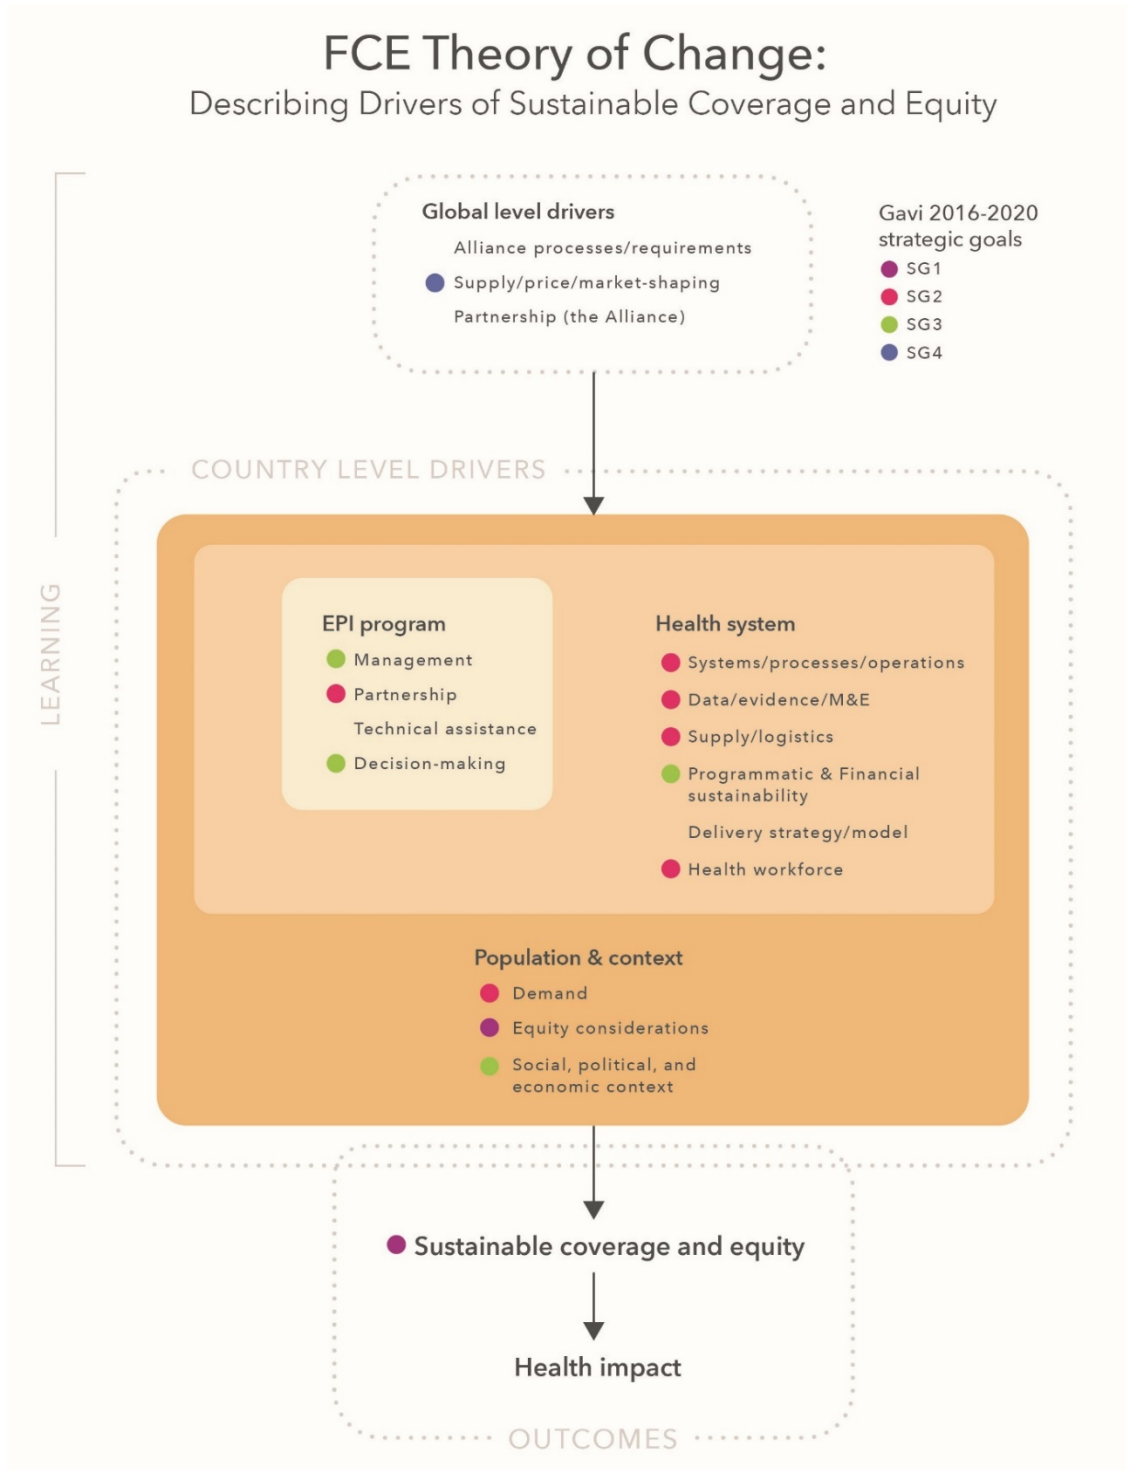 FCE Theory of Change:
Describing Drivers of Sustainable Coverage and Equity
Global level drivers
Alliance processes/requirements
Supply/price/market-shaping
Partnership (the Alliance)
Gavi 2016-2020
strategic goals
SG1
SG2
SG3
SG4
LEARNING
COUNTRY LEVEL DRIVERS
EPI program
Management
Partnership
Technical assistance
Decision-making
Health system
Systems/processes/operations
Data/evidence/M&E
Supply/logistics
Programmatic & Financial
sustainability
Delivery strategy/model
Health workforce
Population & context
Demand
Equity considerations
Social, political, and
economic context
Sustainable coverage and equity
Health impact
OUTCOMES